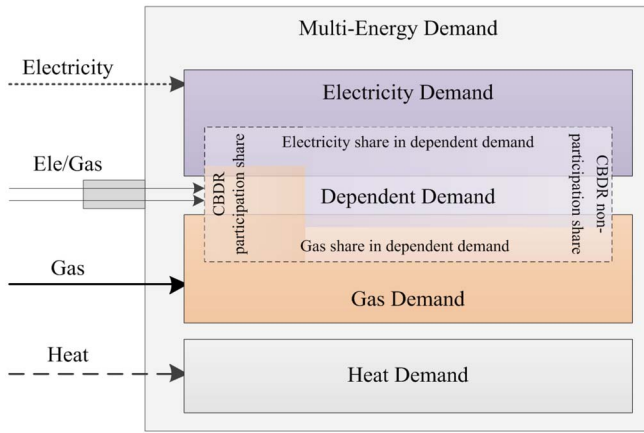 Multi-Energy Demand
Electricity
Electricity Demand
Electricity share in dependent demand
Ele/Gas
CBDR
participation share
Dependent Demand
CBDR non-
participation share
Gas share in dependent demand
Gas
Gas Demand
Heat
Heat Demand